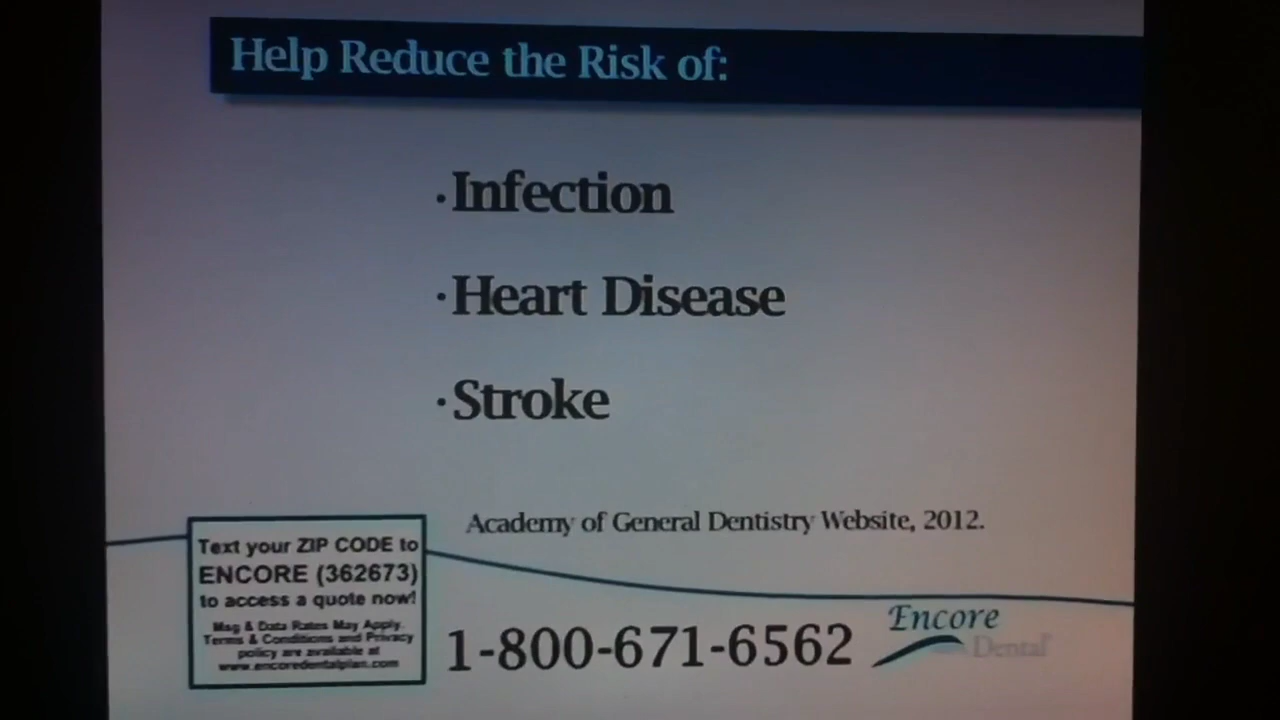 Help Reduce the Risk of:
·Infection
·Heart Disease
·Stroke
Academy of General Dentistry Website, 2012.
Text your ZIP CODE to
ENCORE (362673)
to access a quote now!
Msg & Data Rates May Apply.
Terms & Conditions and Privacy
policy are available at
www.encoredentalplan.com
1-800-671-6562
Encore
Dental